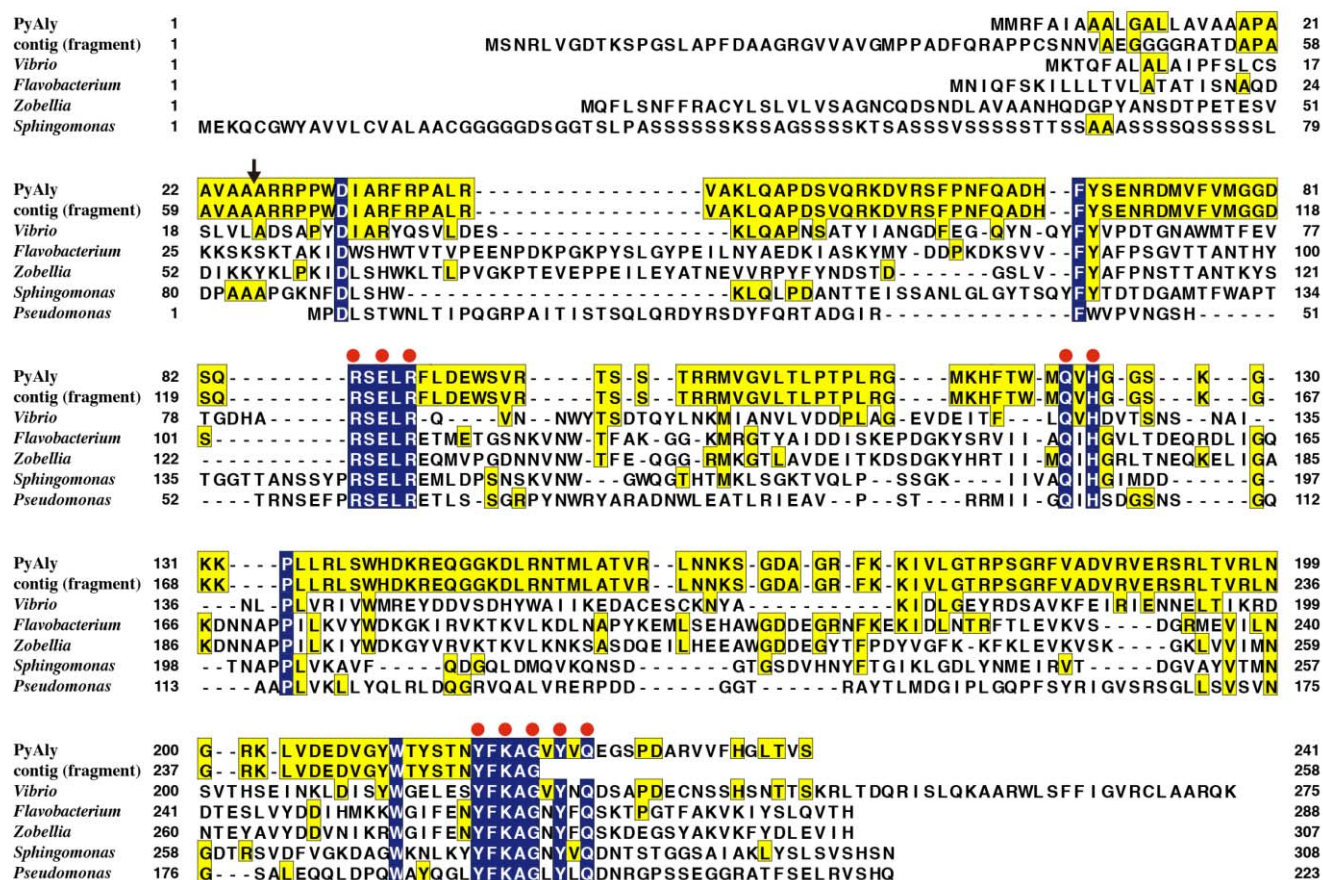 PyAly 1 MMRFAIAAALGALLAVAAAPA 21
contig (fragment) 1 MSNRLVGDTKSPGSLAPFDAAGRGVVAVGMPPADFQRAPPCSNNVAEGGGGRATDAPA 58
Vibrio 1 MKTQFALALAIPFSLCS 17
Flavobacterium 1 MNIQFSKILLLTVLATATISNAQD 24
Zobellia 1 MQFLSNFFRACYLSLVLVSAGNCQDSNDLAVAANHQDGPYANSDTPETESV 51
Sphingomonas 1 MEKQCGWYAVVLCVALAACGGGGGDSGGTSLPASSSSSSKSSAGSSSSKTSASSSVSSSSSTTSSAAASSSSQSSSSSL 79
PyAly 22 AVAAAARRPPWDIARFRPALR-----------------VAKLQAPDSVQRKDVRSFPNFQADH--FYSENRDMVFVMGGD 81
contig (fragment) 59 AVAAAARRPPWDIARFRPALR-----------------VAKLQAPDSVQRKDVRSFPNFQADH--FYSENRDMVFVMGGD 118
Vibrio 18 SLVLADSAPYDIARYQSVLDES-----------------KLQAPNSATYIANGDFEG-QYN-QYFYVPDTGNAWMTFEV 77
Flavobacterium 25 KKSKSKTAKIDWSHWTVTVPEENPDKPGKPYSLGYPEILNYAEDKIASKYMY-DDPKDKSVV--FYAFPSGVTTANTHY 100
Zobellia 52 DIKKYKLPKIDLSHWKLTLPVGKPTEVEPPEILEYATNEVVRPYFYNDSTD---------GSLV--FYAFPNSTTANTKYS 121
Sphingomonas 80 DPAAAPGKNFDLSHW------------------------KLQLPDANTTEISSANLGLGYTSQYFYTDTDGAMTFWAPT 134
Pseudomonas 1 MPDLSTWNLTIPQGRPAITISTSQLQRDYRSDYFQRTADGIR--------------FWVPVNGSH------ 51
PyAly 82 SQ---------RSELRFLDEWSVR-------TS-S--TRRMVGVLTLPTPLRG----MKHFTWM-QVHG-GS---K---G- 130
contig (fragment) 119 SQ---------RSELRFLDEWSVR-------TS-S--TRRMVGVLTLPTPLRG----MKHFTWM-QVHG-GS---K---G- 167
Vibrio 78 TGDHA------RSELR-Q----VN--NWYTSDTQYLNKMIANVLVDDPLAG-EVDEITF---LQVHDVTSNS--NAI-- 135
Flavobacterium 101 S----------RSELRETMETGSNKVNW-TFAK-GG-KMRGTYAIDDISKEPDGKYSRVII-AQIHGVLTDEQRDLIGQ 165
Zobellia 122 -----------RSELREQMVPGDNNVNW-TFE-QGG-RMKGTLAVDEITKDSDGKYHRTII-MQIHGRLTNEQKELIGA 185
Sphingomonas 135 TGGTTANSSYPRSELREMLDPSNSKVNW---GWQGTHTMKLSGKTVQLP--SSGK----IIVAQIHGIMDD------G- 197
Pseudomonas 52 ----TRNSEFPRSELRETLS-SGRPYNWRYARADNWLEATLRIEAV--P--ST---RRMII-GQIHSDGSNS----GQ 112
PyAly 131 KK----PLLRLSWHDKREQGGKDLRNTMLATVR--LNNKS-GDA-GR-FK-KIVLGTRPSGRFVADVRVERSRLTVRLN 199
contig (fragment) 168 KK----PLLRLSWHDKREQGGKDLRNTMLATVR--LNNKS-GDA-GR-FK-KIVLGTRPSGRFVADVRVERSRLTVRLN 236
Vibrio 136 ---NL-PLVRIVWMREYDDVSDHYWAIIKEDACESCKNYA------------KIDLGEYRDSAVKFEIRIENNELTIKRD 199
Flavobacterium 166 KDNNAPPILKVYWDKGKIRVKTKVLKDLNAPYKEMLSEHAWGDDEGRNFKEKIDLNTRFTLEVKVS----DGRMEVILN 240
Zobellia 186 KDNNAPPILKIYWDKGYVRVKTKVLKNKSASDQEILHEEAWGDDEGYTFPDYVGFK-KFKLEVKVSK----GKLVVIMN 259
Sphingomonas 198 --TNAPPLVKAVF-----QDGQLDMQVKQNSD-------GTGSDVHNYFTGIKLGDLYNMEIRVT----DGVAYVTMN 257
Pseudomonas 113 ----AAPLVKLLYQLRLDQGRVQALVRERPDD------GGT------RAYTLMDGIPLGQPFSYRIGVSRSGLLSVSVN 175
PyAly 200 G--RK-LVDEDVGYWTYSTNYFKAGVYVQEGSPDARVVFHGLTVS 241
contig (fragment) 237 G--RK-LVDEDVGYWTYSTNYFKAG 258
Vibrio 200 SVTHSEINKLDISYWGELESYFKAGVYNQDSAPDECNSSHSNTTSKRLTDQRISLQKAARWLSFFIGVRCLAARQK 275
Flavobacterium 241 DTESLVYDDIHMKKWGIFENYFKAGNYFQSKTPGTFAKVKIYSLQVTH 288
Zobellia 260 NTEYAVYDDVNIKRWGIFENYFKAGNYFQSKDEGSYAKVKFYDLEVIH 307
Sphingomonas 258 GDTRSVDFVGKDAGWKNLKYYFKAGNYVQDNTSTGGSAIAKLYSLSVSHSN 308
Pseudomonas 176 G---SALEQQLDPQWAYQGLYFKAGLYLQDNRGPSSEGGRATFSELRVSHQ 223